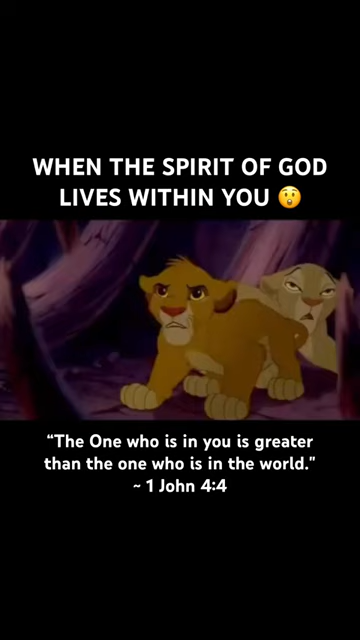 WHEN THE SPIRIT OF GOD
LIVES WITHIN YOU 😲
“The One who is in you is greater
than the one who is in the world.”
~ 1 John 4:4